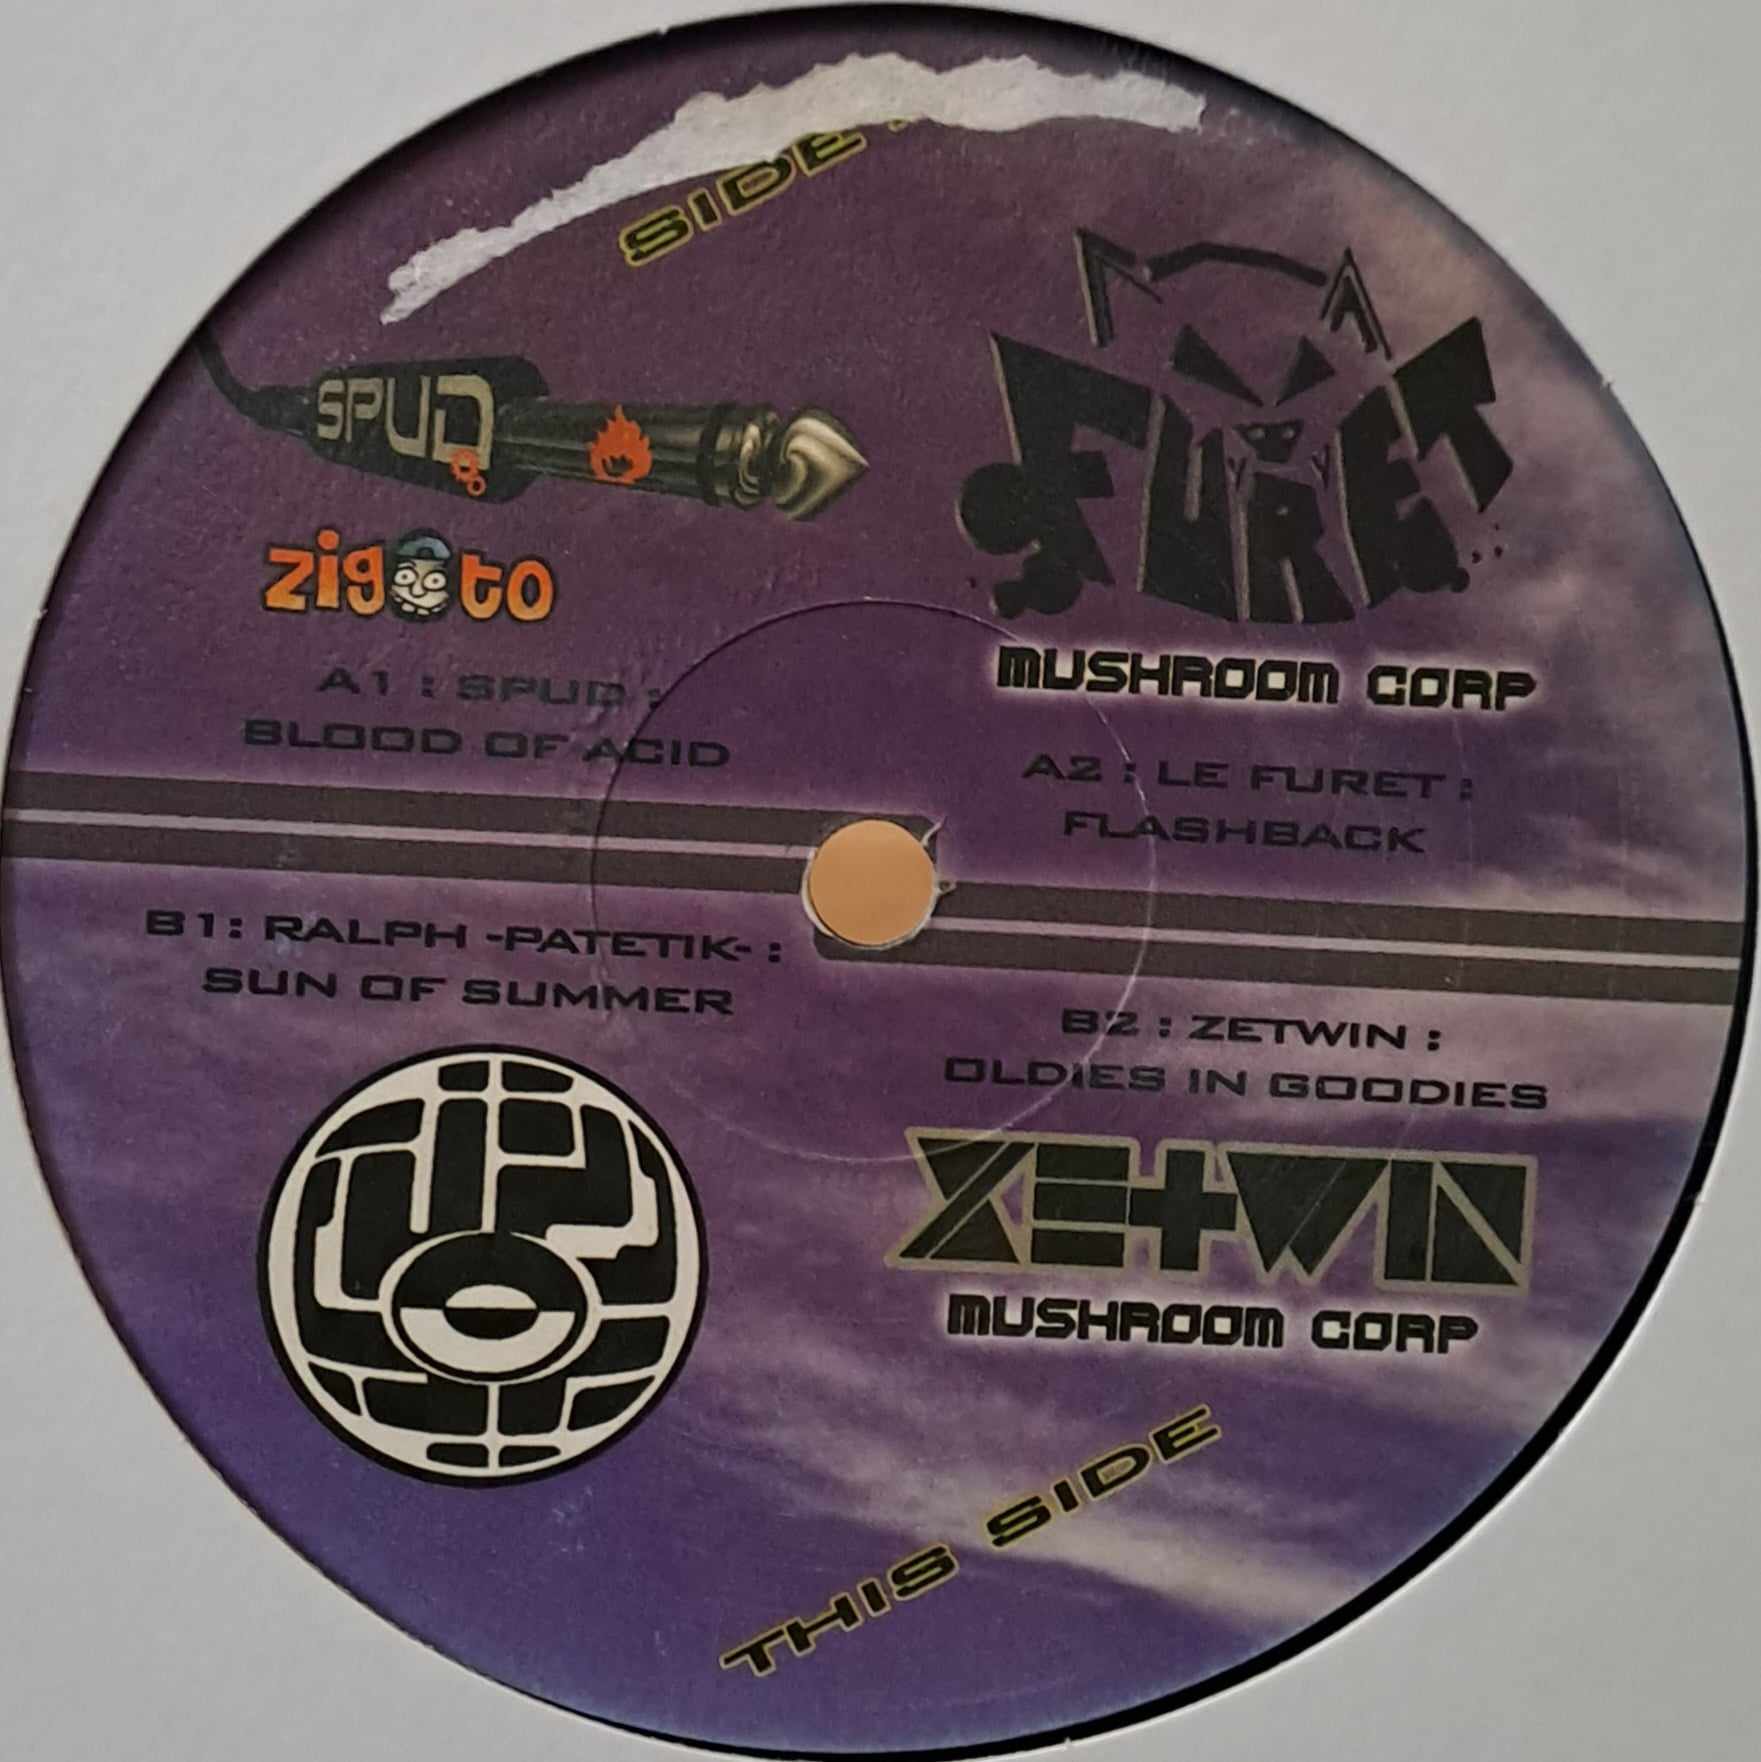 SIDE
SPUD
zigoto
FURET
MUSHROOM CORP
A1 : SPUD :
BLOOD OF ACID
A2 : LE FURET :
FLASHBACK
B1 : RALPH -PATETIK- :
SUN OF SUMMER
B2 : ZETWIN :
OLDIES IN GOODIES
ZETWIN
MUSHROOM CORP
THIS SIDE